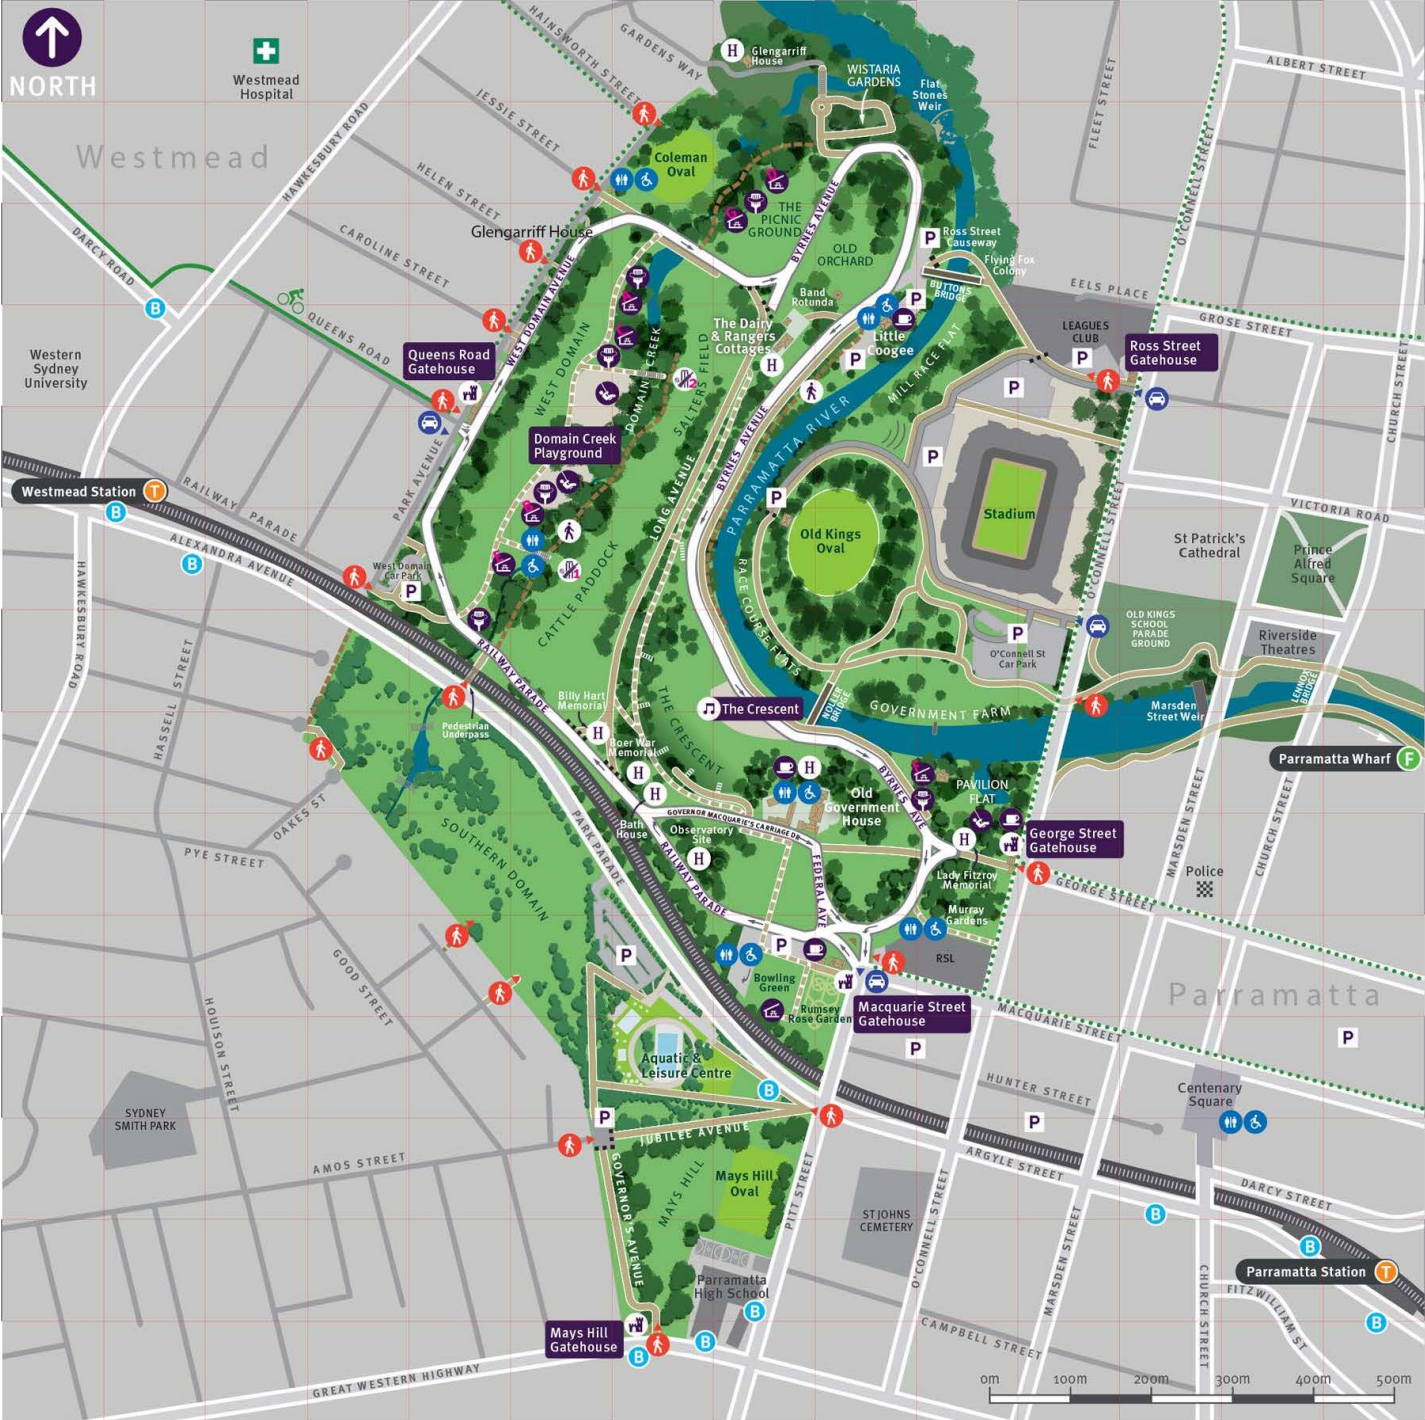 NORTH
Westmead
Hospital
Westmead
HAWKESBURY ROAD
DARCY ROAD
B
HAINSWORTH STREET
GARDENS WAY
JESSIE STREET
HELEN STREET
CAROLINE STREET
QUEENS ROAD
H
Glengarriff
House
WISTARIA
GARDENS
Flat
Stones
Weir
FLEET STREET
ALBERT STREET
O'CONNELL STREET
Coleman
Oval
THE
PICNIC
GROUND
BYRNES AVENUE
OLD
ORCHARD
Glengarriff House
P
Ross Street
Causeway
Flying Fox
Colony
BUTTONS
BRIDGE
EELS PLACE
GROSE STREET
CHURCH STREET
Band
Rotunda
P
Little
Coogee
P
The Dairy
& Rangers
Cottages
H
LEAGUES
CLUB
P
Ross Street
Gatehouse
P
Western
Sydney
University
Queens Road
Gatehouse
WEST DOMAIN AVENUE
WEST DOMAIN
DOMAIN CREEK
SALTERS FIELD
2
MILL RACE FLAT
PARRAMATTA RIVER
BYRNES AVENUE
Domain Creek
Playground
P
P
Stadium
Old Kings
Oval
Westmead Station T
B
RAILWAY PARADE
PARK AVENUE
ALEXANDRA AVENUE
B
HAWKESBURY ROAD
HASSELL STREET
West Domain
Car Park
P
1
CATTLE PADDOCK
LONG AVENUE
RACE COURSE FLATS
O'CONNELL STREET
VICTORIA ROAD
St Patrick's
Cathedral
Prince
Alfred
Square
OLD KINGS
SCHOOL
PARADE
GROUND
Riverside
Theatres
P
O'Connell St
Car Park
LENNOX
BRIDGE
Marsden
Street Weir
Parramatta Wharf F
RAILWAY PARADE
Pedestrian
Underpass
Billy Hart
Memorial
H
Boer War
Memorial
H
H
THE CRESCENT
The Crescent
NOLLER
BRIDGE
GOVERNMENT FARM
H
Old
Government
House
BYRNES AVE
PAVILION
FLAT
H
George Street
Gatehouse
Lady Fitzroy
Memorial
GEORGE STREET
Murray
Gardens
RSL
MARSDEN STREET
CHURCH STREET
Police
Bath
House
GOVERNOR MACQUARIE'S CARRIAGE DR
Observatory
Site
H
FEDERAL AVE
RAILWAY PARADE
PARK PARADE
OAKES ST
PYE STREET
SOUTHERN DOMAIN
GOOD STREET
HOUISON STREET
P
P
Bowling
Green
Rumsey
Rose Garden
Macquarie Street
Gatehouse
MACQUARIE STREET
Parramatta
P
P
Aquatic &
Leisure Centre
B
HUNTER STREET
P
Centenary
Square
SYDNEY
SMITH PARK
AMOS STREET
P
JUBILEE AVENUE
GOVERNOR'S AVENUE
MAYS HILL
Mays Hill
Oval
PITT STREET
ST JOHNS
CEMETERY
O'CONNELL STREET
ARGYLE STREET
MARSDEN STREET
B
DARCY STREET
B
Parramatta Station T
FITZWILLIAM ST
B
CHURCH STREET
CAMPBELL STREET
Parramatta
High School
B
B
Mays Hill
Gatehouse
B
GREAT WESTERN HIGHWAY
0m 100m 200m 300m 400m 500m